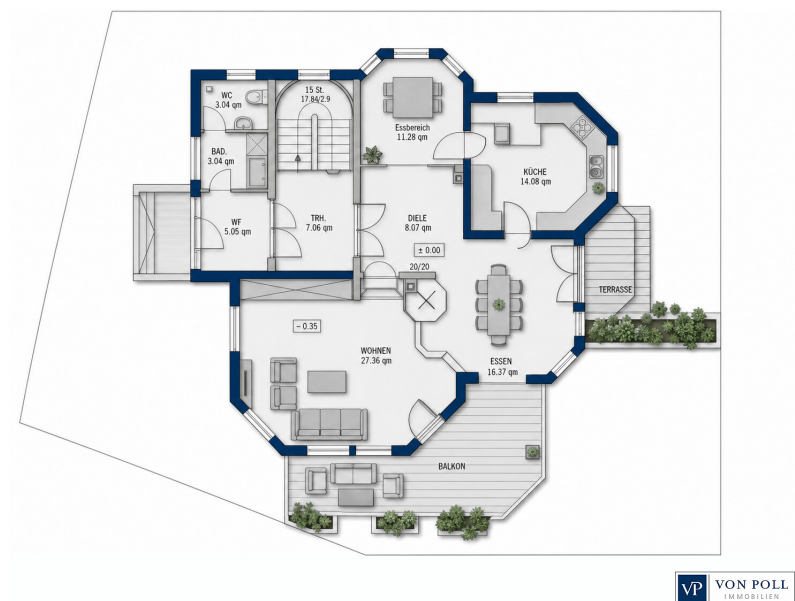 WC
3.04 qm
15 St.
17.84/2.9
Essbereich
11.28 qm
BAD.
3.04 qm
KÜCHE
14.08 qm
WF
5.05 qm
TRH.
7.06 qm
DIELE
8.07 qm
± 0.00
20/20
TERRASSE
– 0.35
WOHNEN
27.36 qm
ESSEN
16.37 qm
BALKON
VP VON POLL
IMMOBILIEN